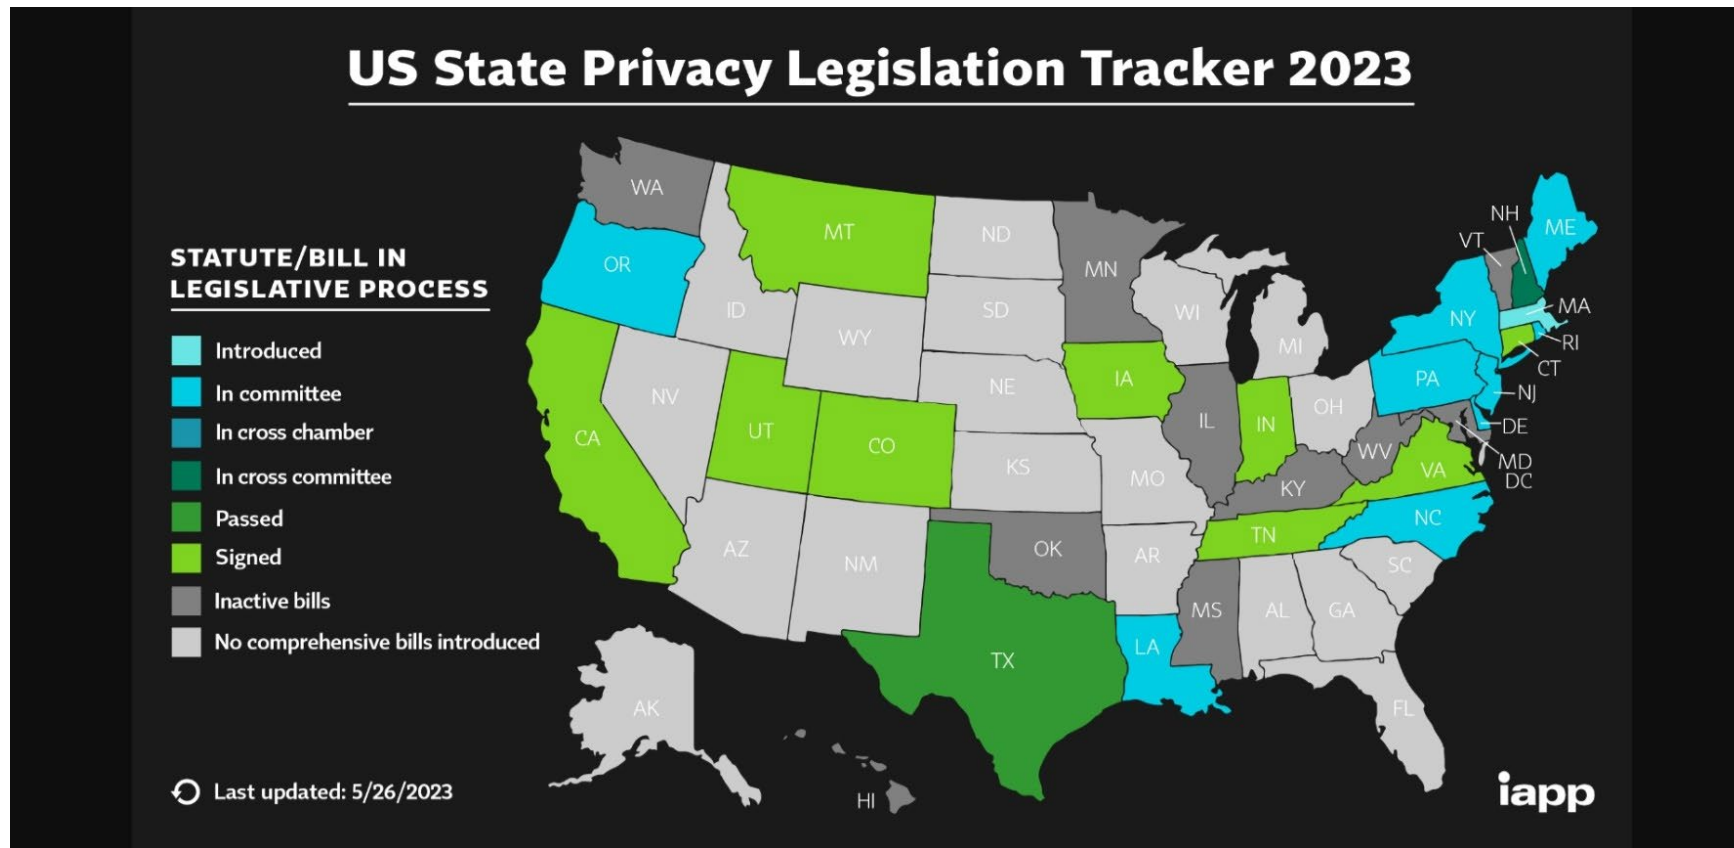 US State Privacy Legislation Tracker 2023
STATUTE/BILL IN
LEGISLATIVE PROCESS
Introduced
In committee
In cross chamber
In cross committee
Passed
Signed
Inactive bills
No comprehensive bills introduced
Last updated: 5/26/2023
WA
OR
CA
MT
ID
NV
WY
UT
CO
AZ
NM
ND
SD
NE
KS
OK
TX
MN
IA
MO
AR
LA
WI
IL
MI
IN
OH
KY
TN
MS
AL
GA
FL
SC
NC
VA
WV
PA
NY
VT
NH
ME
MA
RI
CT
NJ
DE
MD
DC
AK
HI
iapp